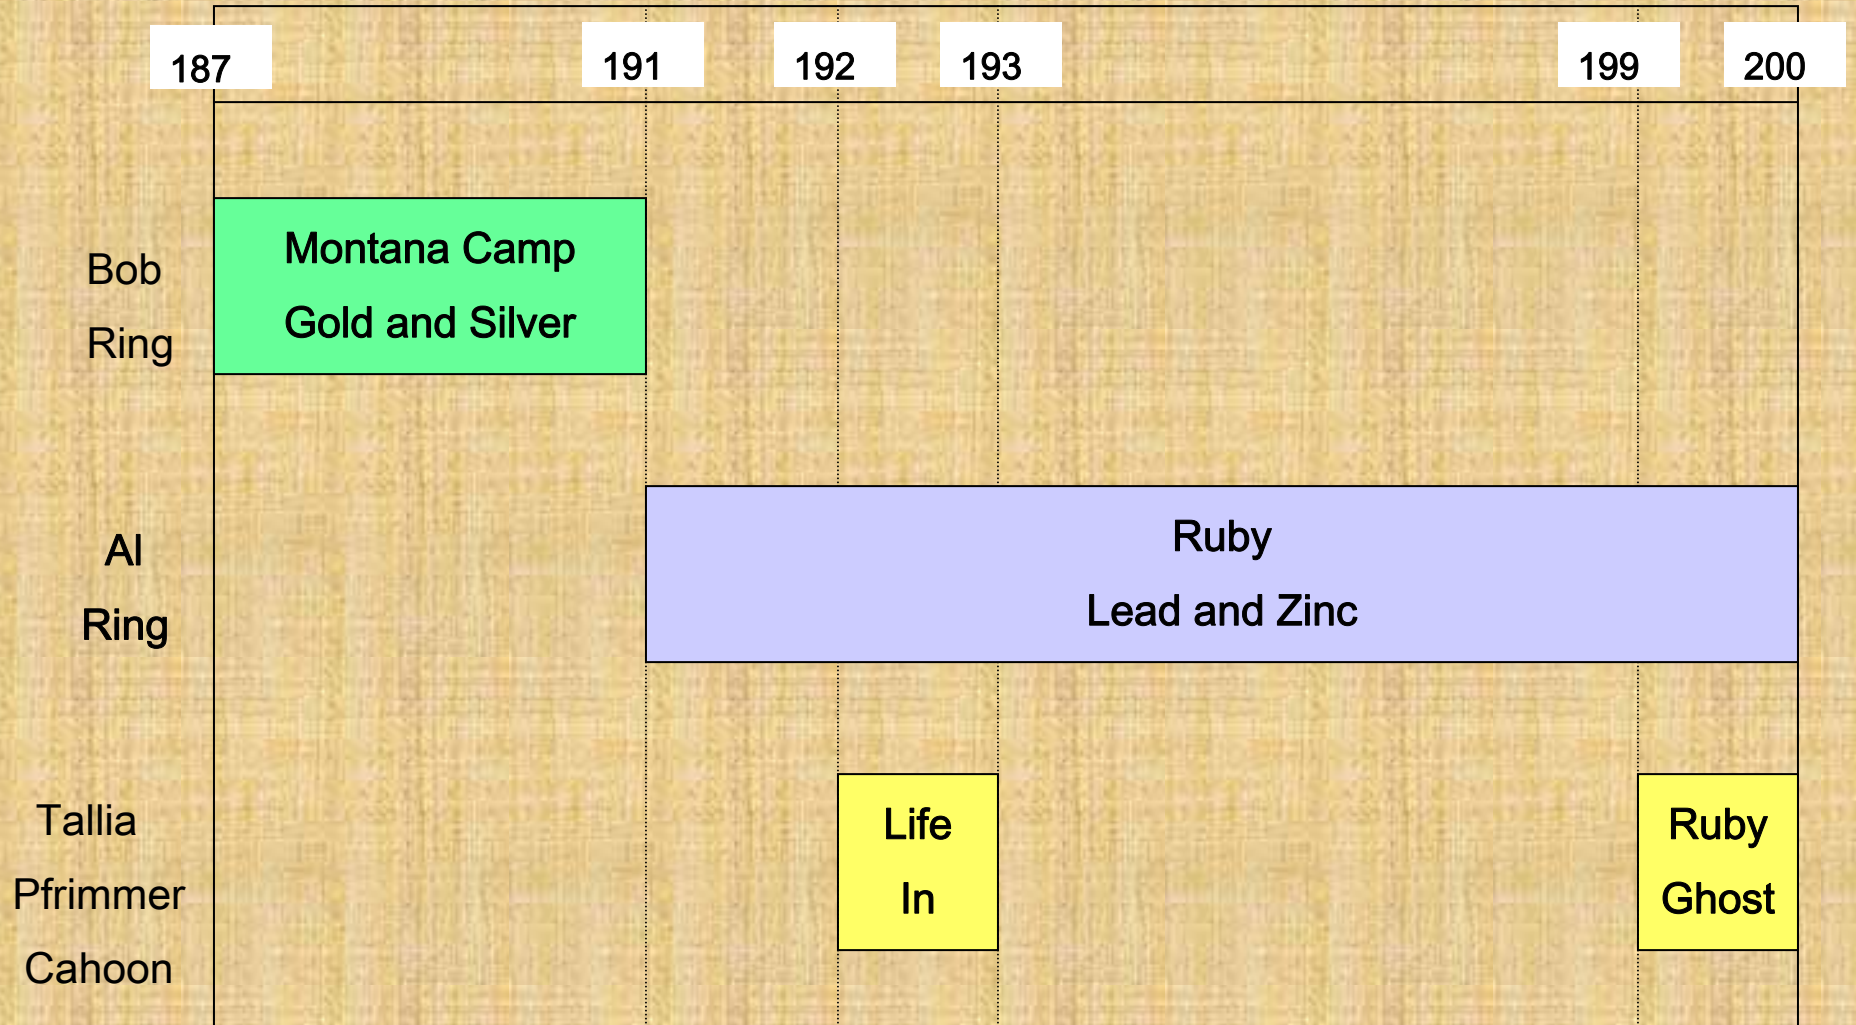 187 191 192 193 199 200
Bob
Ring
Montana Camp
Gold and Silver
Al
Ring
Ruby
Lead and Zinc
Tallia
Pfrimmer
Cahoon
Life
In
Ruby
Ghost